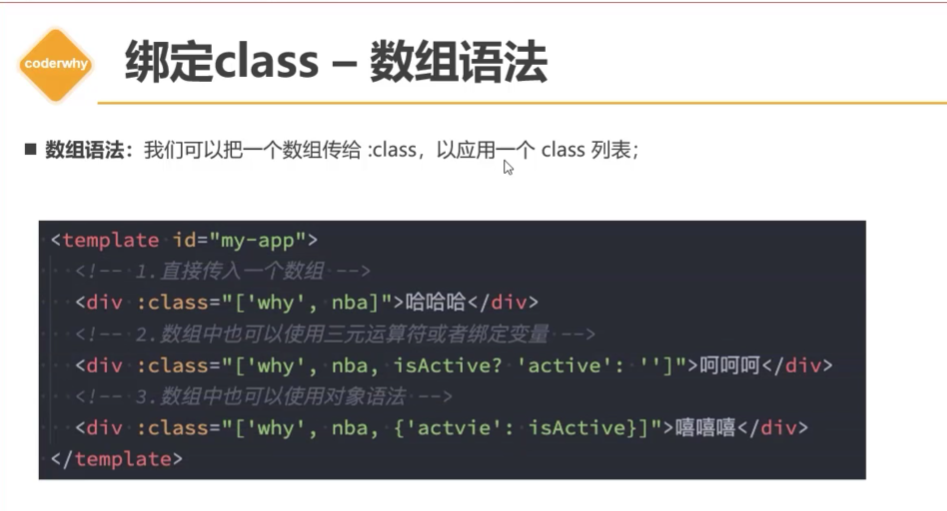 coderwhy
绑定class – 数组语法
■ 数组语法：我们可以把一个数组传给 :class，以应用一个 class 列表；
<template id="my-app">
<!-- 1.直接传入一个数组 -->
<div :class="['why', nba]">哈哈哈</div>
<!-- 2.数组中也可以使用三元运算符或者绑定变量 -->
<div :class="['why', nba, isActive? 'active': '']">呵呵呵</div>
<!-- 3.数组中也可以使用对象语法 -->
<div :class="['why', nba, {'actvie': isActive}]">嘻嘻嘻</div>
</template>